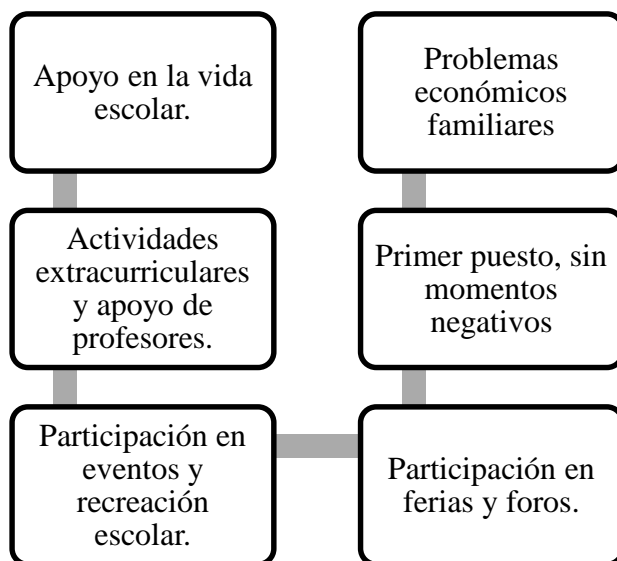 Apoyo en la vida
escolar.
Actividades
extracurriculares
y apoyo de
profesores.
Participación en
eventos y
recreación
escolar.
Participación en
ferias y foros.
Primer puesto, sin
momentos
negativos
Problemas
económicos
familiares